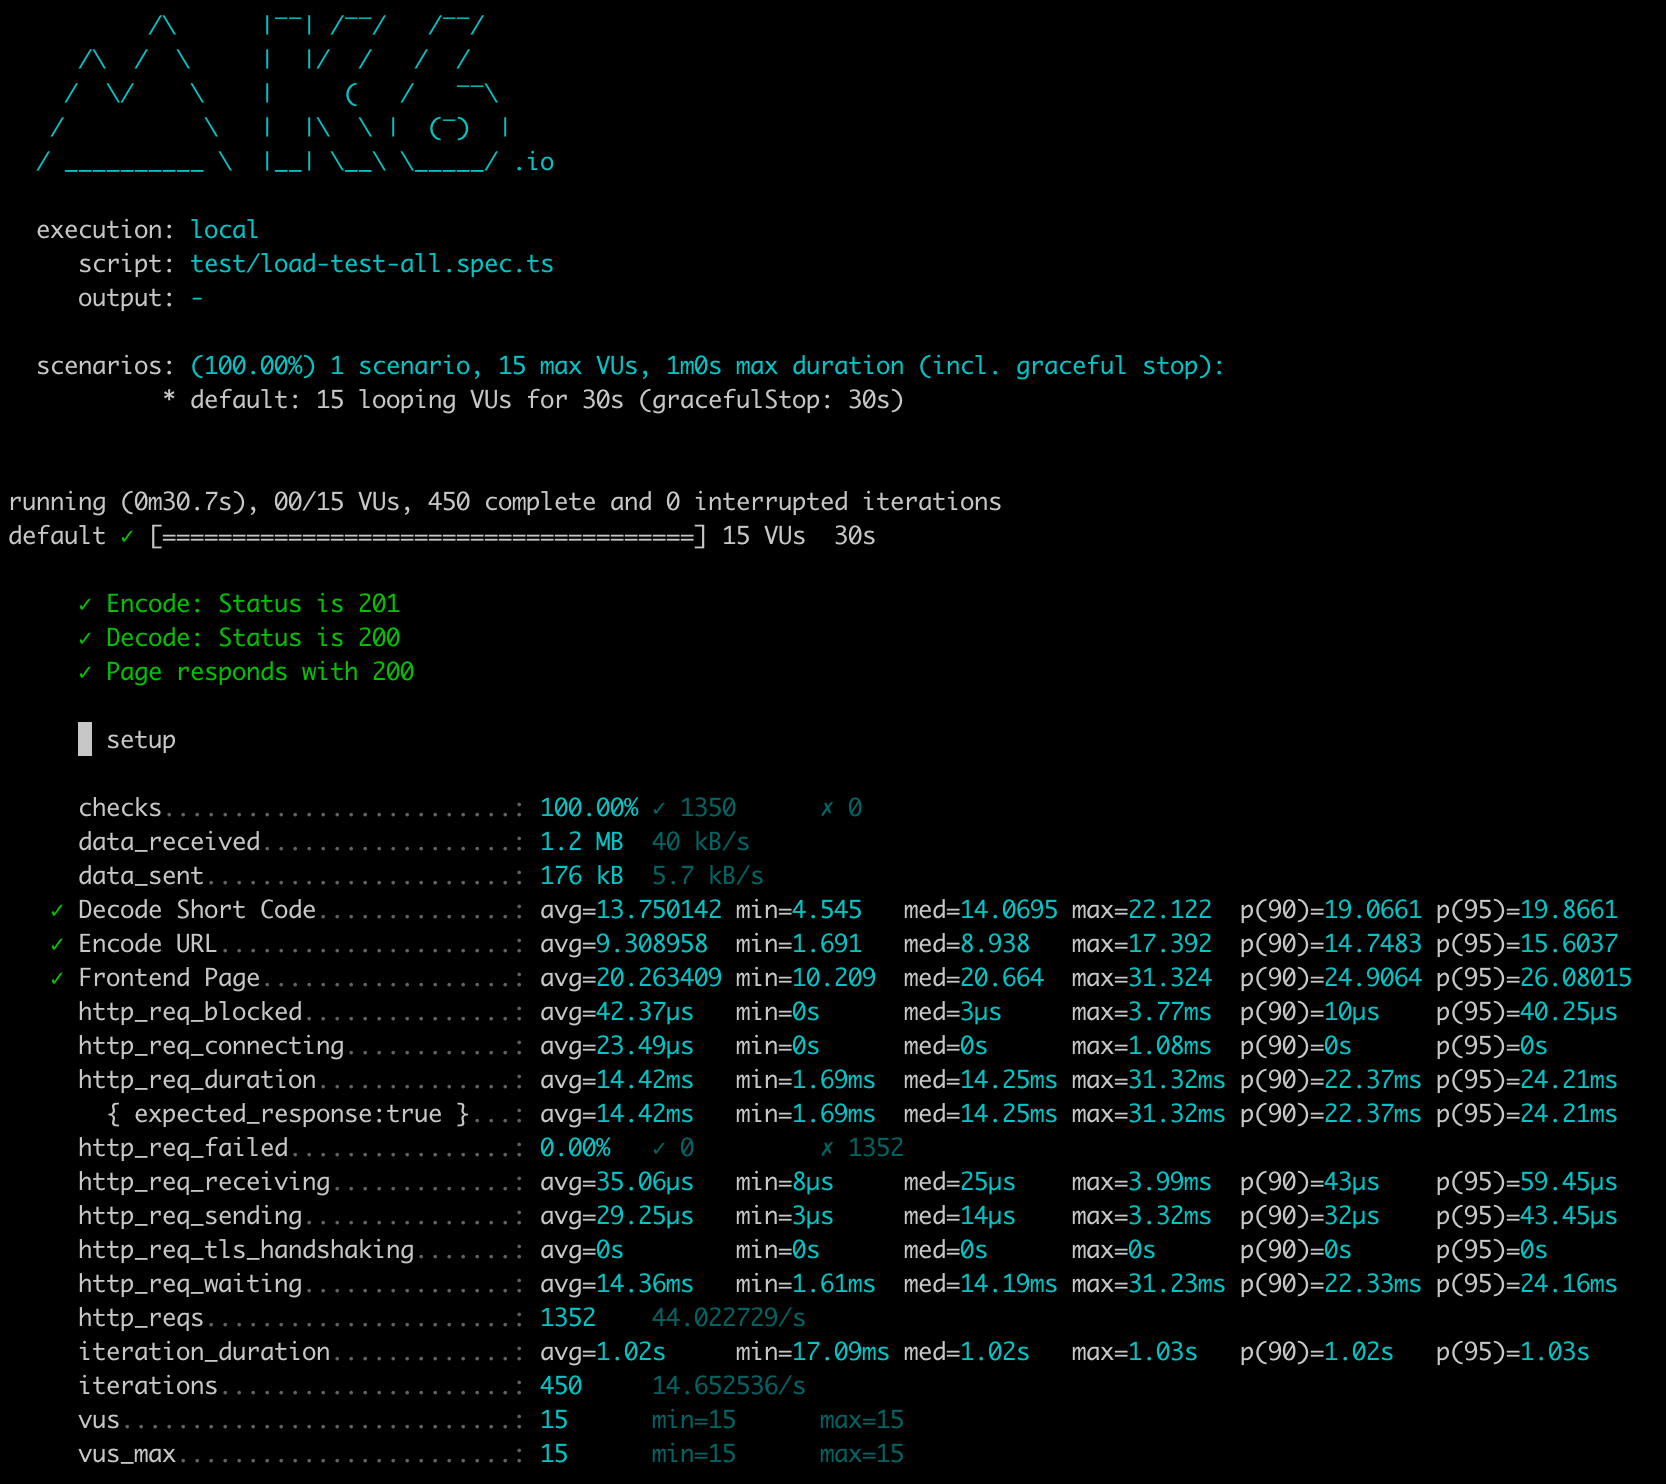 /\      |‾‾| /‾‾/   /‾‾/
     /\  /  \     |  |/  /   /  /
    /  \/    \    |     (   /   ‾‾\
   /          \   |  |\  \ |  (‾)  |
  / __________ \  |__| \__\ \_____/ .io

  execution: local
     script: test/load-test-all.spec.ts
     output: -

  scenarios: (100.00%) 1 scenario, 15 max VUs, 1m0s max duration (incl. graceful stop):
           * default: 15 looping VUs for 30s (gracefulStop: 30s)


running (0m30.7s), 00/15 VUs, 450 complete and 0 interrupted iterations
default ✓ [======================================] 15 VUs  30s

     ✓ Encode: Status is 201
     ✓ Decode: Status is 200
     ✓ Page responds with 200

     █ setup

     checks.........................: 100.00% ✓ 1350      ✗ 0
     data_received..................: 1.2 MB  40 kB/s
     data_sent......................: 176 kB  5.7 kB/s
   ✓ Decode Short Code..............: avg=13.750142 min=4.545   med=14.0695 max=22.122  p(90)=19.0661 p(95)=19.8661
   ✓ Encode URL.....................: avg=9.308958  min=1.691   med=8.938   max=17.392  p(90)=14.7483 p(95)=15.6037
   ✓ Frontend Page..................: avg=20.263409 min=10.209  med=20.664  max=31.324  p(90)=24.9064 p(95)=26.08015
     http_req_blocked...............: avg=42.37µs   min=0s      med=3µs     max=3.77ms  p(90)=10µs    p(95)=40.25µs
     http_req_connecting............: avg=23.49µs   min=0s      med=0s      max=1.08ms  p(90)=0s      p(95)=0s
     http_req_duration..............: avg=14.42ms   min=1.69ms  med=14.25ms max=31.32ms p(90)=22.37ms p(95)=24.21ms
       { expected_response:true }...: avg=14.42ms   min=1.69ms  med=14.25ms max=31.32ms p(90)=22.37ms p(95)=24.21ms
     http_req_failed................: 0.00%   ✓ 0         ✗ 1352
     http_req_receiving.............: avg=35.06µs   min=8µs     med=25µs    max=3.99ms  p(90)=43µs    p(95)=59.45µs
     http_req_sending...............: avg=29.25µs   min=3µs     med=14µs    max=3.32ms  p(90)=32µs    p(95)=43.45µs
     http_req_tls_handshaking.......: avg=0s        min=0s      med=0s      max=0s      p(90)=0s      p(95)=0s
     http_req_waiting...............: avg=14.36ms   min=1.61ms  med=14.19ms max=31.23ms p(90)=22.33ms p(95)=24.16ms
     http_reqs......................: 1352    44.022729/s
     iteration_duration.............: avg=1.02s     min=17.09ms med=1.02s   max=1.03s   p(90)=1.02s   p(95)=1.03s
     iterations.....................: 450     14.652536/s
     vus............................: 15      min=15      max=15
     vus_max........................: 15      min=15      max=15